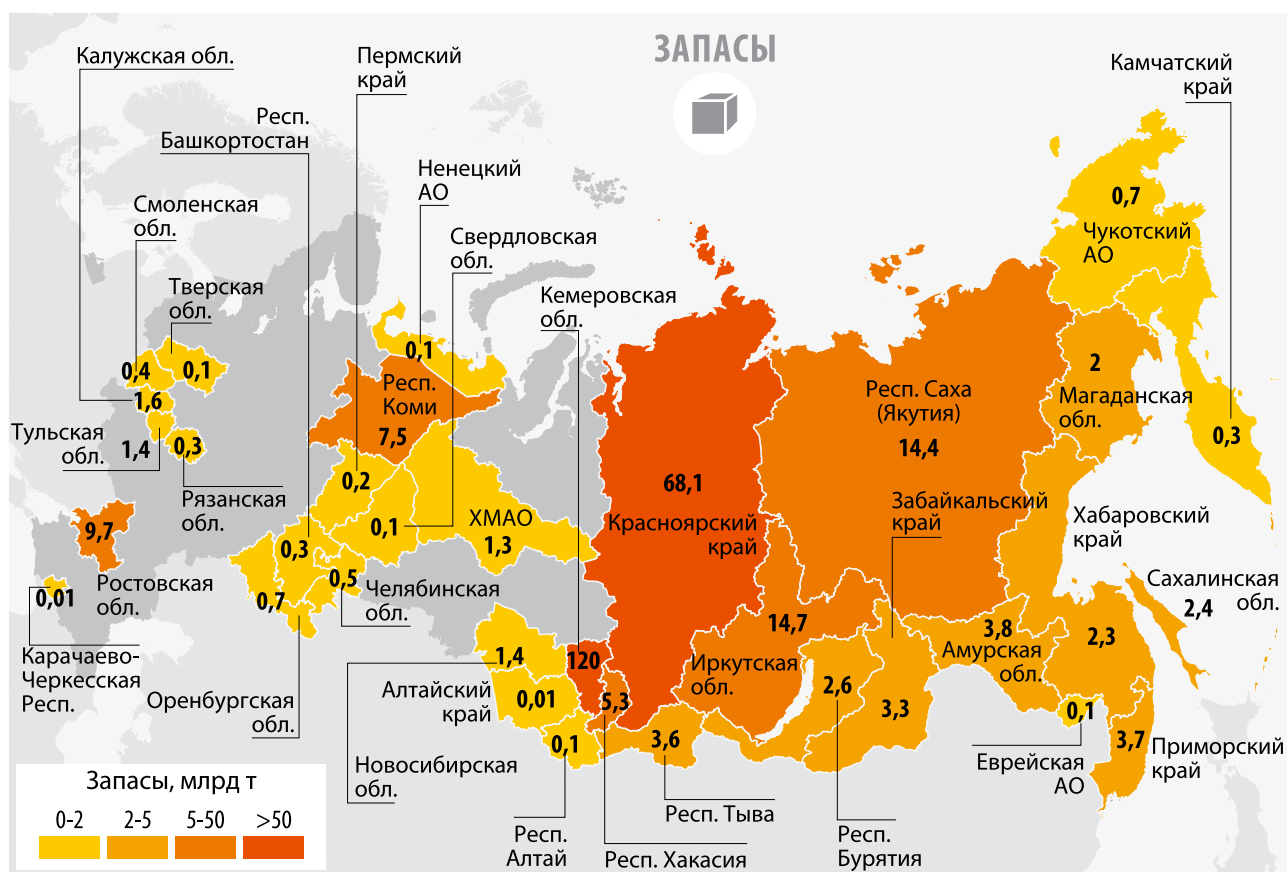 ЗАПАСЫ
Калужская обл.
Пермский
край
Камчатский
край
Респ.
Башкортостан
Ненецкий
АО
Смоленская
обл.
Свердловская
обл.
0,7
Чукотский
АО
Тверская
обл.
Кемеровская
обл.
0,1
0,4
0,1
Респ.
Коми
7,5
2
Магаданская
обл.
Респ. Саха
(Якутия)
14,4
1,6
Тульская
обл.
1,4
0,3
0,3
Рязанская
обл.
0,2
68,1
Красноярский
край
Забайкальский
край
9,7
Ростовская
обл.
0,1
ХМАО
1,3
Хабаровский
край
0,3
0,5
Челябинская
обл.
Сахалинская
обл.
2,4
0,01
0,7
Карачаево-
Черкесская
Респ.
Оренбургская
обл.
14,7
Иркутская
обл.
3,8
Амурская
обл.
2,3
1,4
120
Алтайский
край
0,01
5,3
2,6
3,3
0,1
0,1
3,6
3,7
Приморский
край
Еврейская
АО
Новосибирская
обл.
Респ. Тыва
Респ.
Алтай
Респ. Хакасия
Респ.
Бурятия
Запасы, млрд т
0-2 2-5 5-50 >50